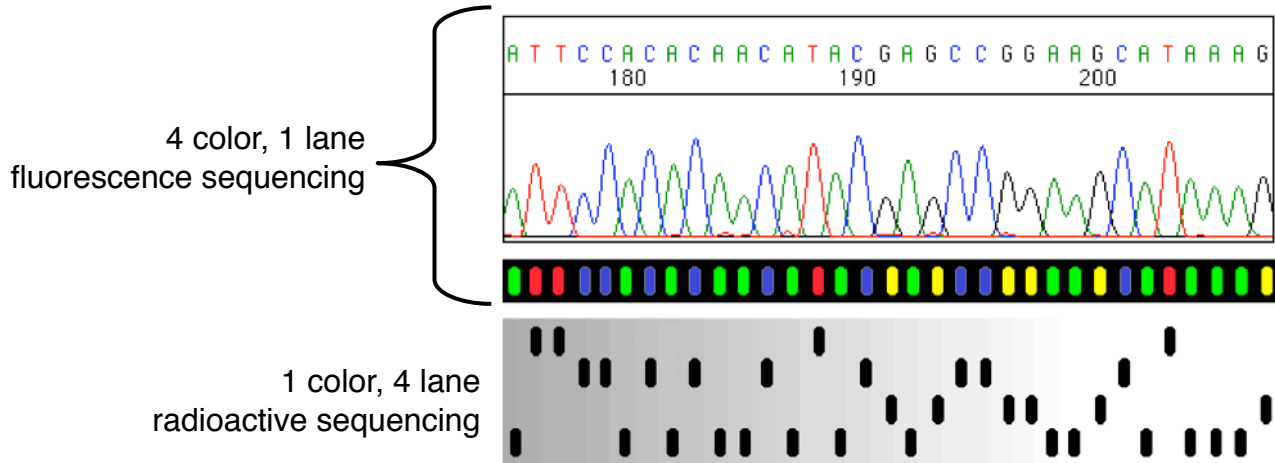 4 color, 1 lane
fluorescence sequencing
A T T C C A C A C A A C A T A C G A G C C G G A A G C A T A A A G
180 190 200
1 color, 4 lane
radioactive sequencing